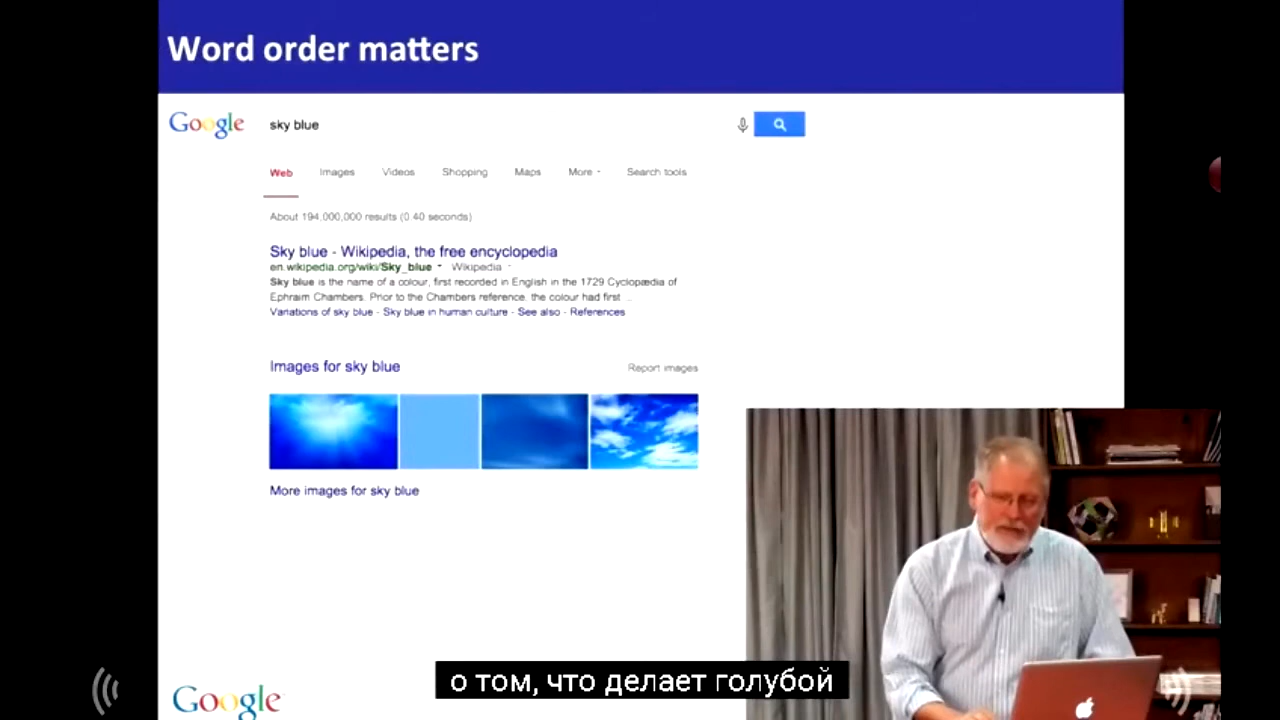 Word order matters
Google
sky blue
Web Images Videos Shopping Maps More Search tools
About 194,000,000 results (0.40 seconds)
Sky blue - Wikipedia, the free encyclopedia
en.wikipedia.org/wiki/Sky_blue Wikipedia
Sky blue is the name of a colour, first recorded in English in the 1729 Cyclopædia of
Ephraim Chambers. Prior to the Chambers reference, the colour had first ...
Variations of sky blue - Sky blue in human culture - See also - References
Images for sky blue
Report images
More images for sky blue
Google
о том, что делает голубой